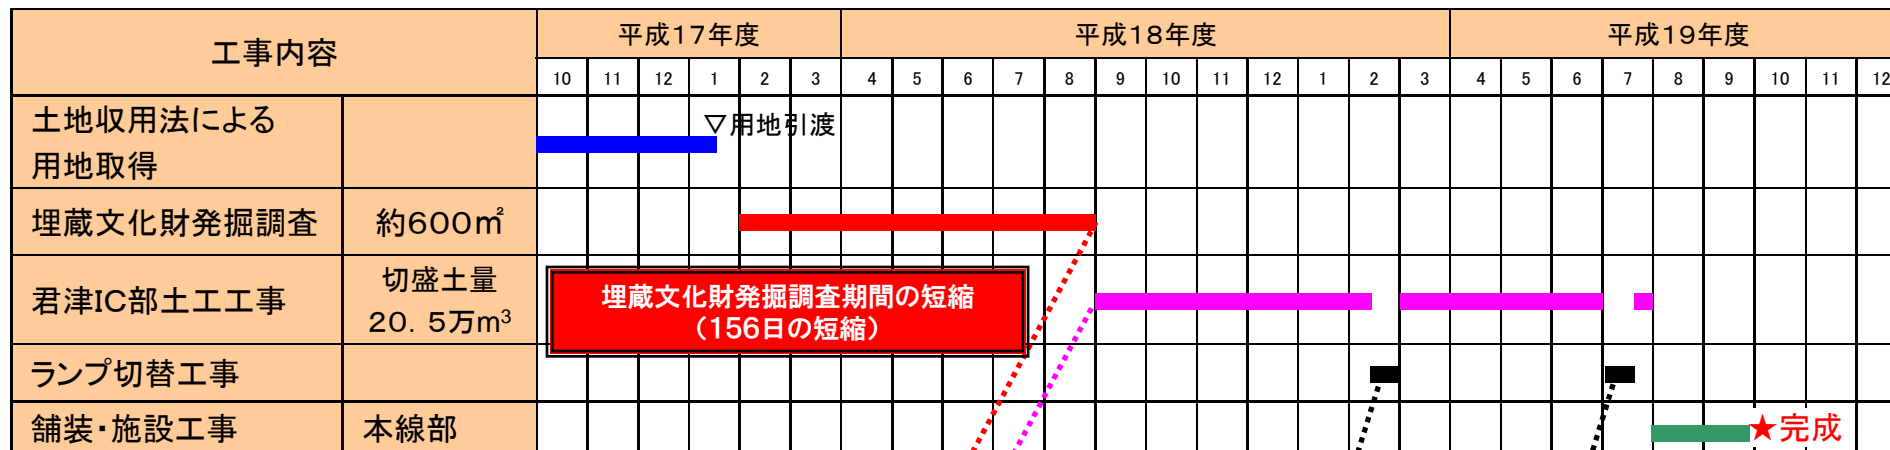 工事内容
平成17年度 平成18年度 平成19年度
10 11 12 1 2 3 4 5 6 7 8 9 10 11 12 1 2 3 4 5 6 7 8 9 10 11 12
土地収用法による
用地取得
▽用地引渡
埋蔵文化財発掘調査 約600㎡
君津IC部土工工事
切盛土量
20．5万m³
埋蔵文化財発掘調査期間の短縮
（156日の短縮）
ランプ切替工事
舗装・施設工事 本線部
★完成